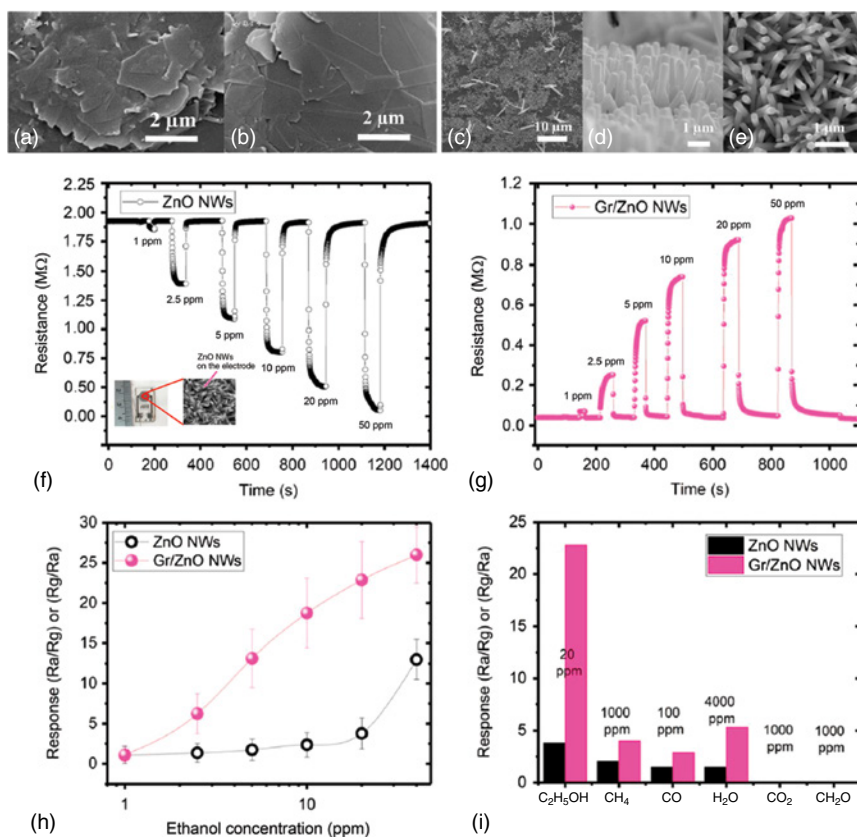 (a)
2 µm
(b)
2 µm
(c)
10 µm
(d)
1 µm
(e)
1 µm
2.25
2.00
1.75
1.50
1.25
1.00
0.75
0.50
0.25
0.00
Resistance (MΩ)
ZnO NWs
1 ppm
2.5 ppm
5 ppm
10 ppm
20 ppm
50 ppm
ZnO NWs
on the electrode
0 200 400 600 800 1000 1200 1400
Time (s)
(f)
1.2
1.0
0.8
0.6
0.4
0.2
0.0
Resistance (MΩ)
Gr/ZnO NWs
1 ppm
2.5 ppm
5 ppm
10 ppm
20 ppm
50 ppm
0 200 400 600 800 1000
Time (s)
(g)
30
25
20
15
10
5
0
Response (Ra/Rg) or (Rg/Ra)
ZnO NWs
Gr/ZnO NWs
1 10
Ethanol concentration (ppm)
(h)
25
20
15
10
5
0
Response (Ra/Rg) or (Rg/Ra)
ZnO NWs
Gr/ZnO NWs
20
ppm
1000
ppm
100
ppm
4000
ppm
1000
ppm
1000
ppm
C₂H₅OH CH₄ CO H₂O CO₂ CH₂O
(i)